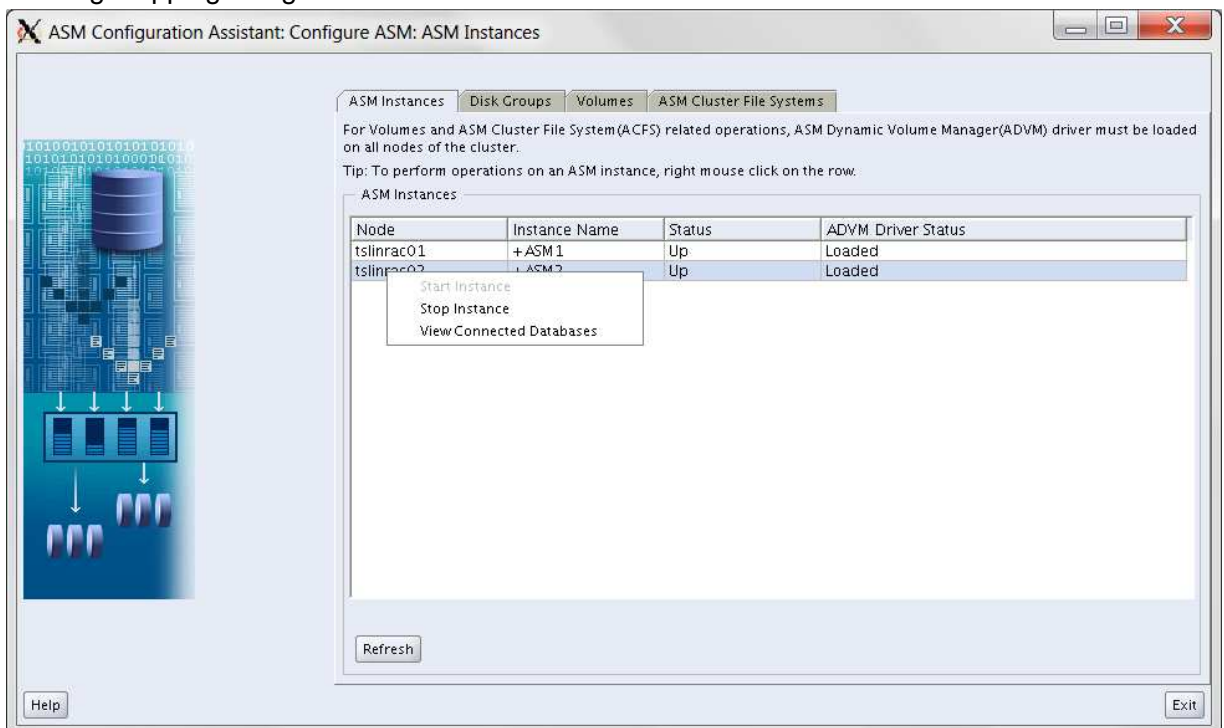 ASM Configuration Assistant: Configure ASM: ASM Instances
ASM Instances Disk Groups Volumes ASM Cluster File Systems
For Volumes and ASM Cluster File System(ACFS) related operations, ASM Dynamic Volume Manager(ADVM) driver must be loaded
on all nodes of the cluster.
Tip: To perform operations on an ASM instance, right mouse click on the row.
ASM Instances
Node Instance Name Status ADVM Driver Status
tslinrac01 +ASM1 Up Loaded
tslinrac02 +ASM2 Up Loaded
Start Instance
Stop Instance
View Connected Databases
Refresh
Help Exit